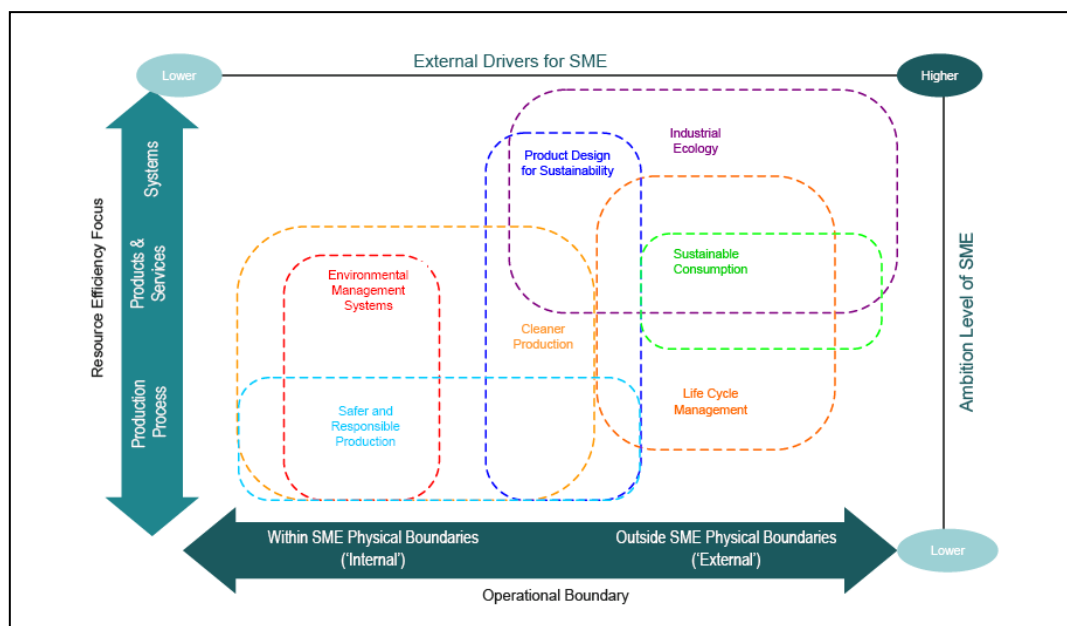 External Drivers for SME
Lower
Higher
Industrial
Ecology
Product Design
for Sustainability
Systems
Sustainable
Consumption
Environmental
Management
Systems
Products &
Services
Resource Efficiency Focus
Ambition Level of SME
Cleaner
Production
Life Cycle
Management
Safer and
Responsible
Production
Production
Process
Within SME Physical Boundaries
(‘Internal’)
Outside SME Physical Boundaries
(‘External’)
Lower
Operational Boundary